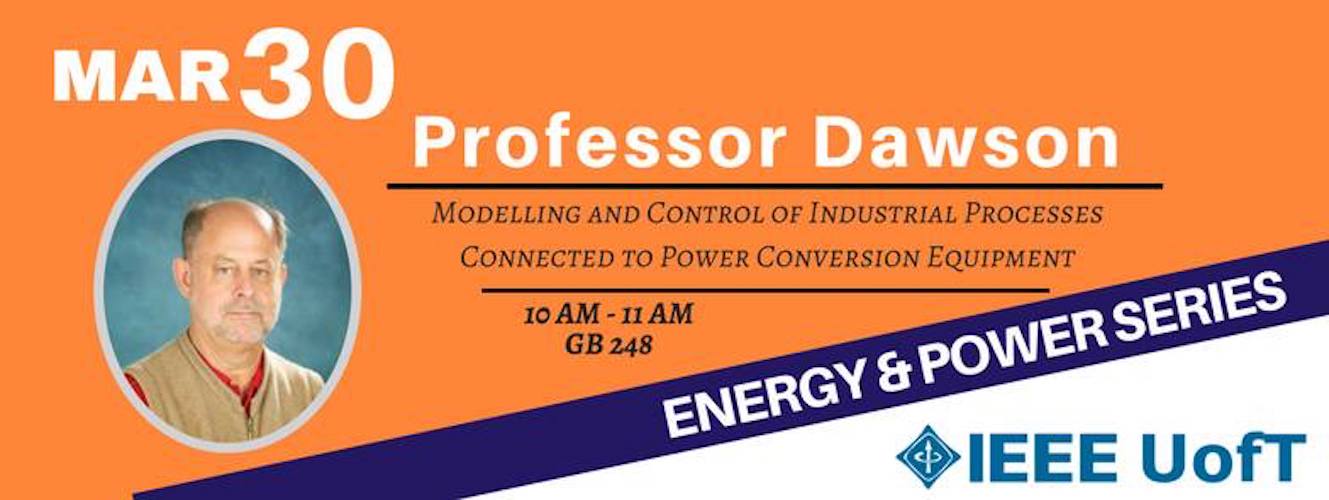 MAR 30
Professor Dawson
Modelling and Control of Industrial Processes
Connected to Power Conversion Equipment
10 AM - 11 AM
GB 248
ENERGY & POWER SERIES
IEEE UofT